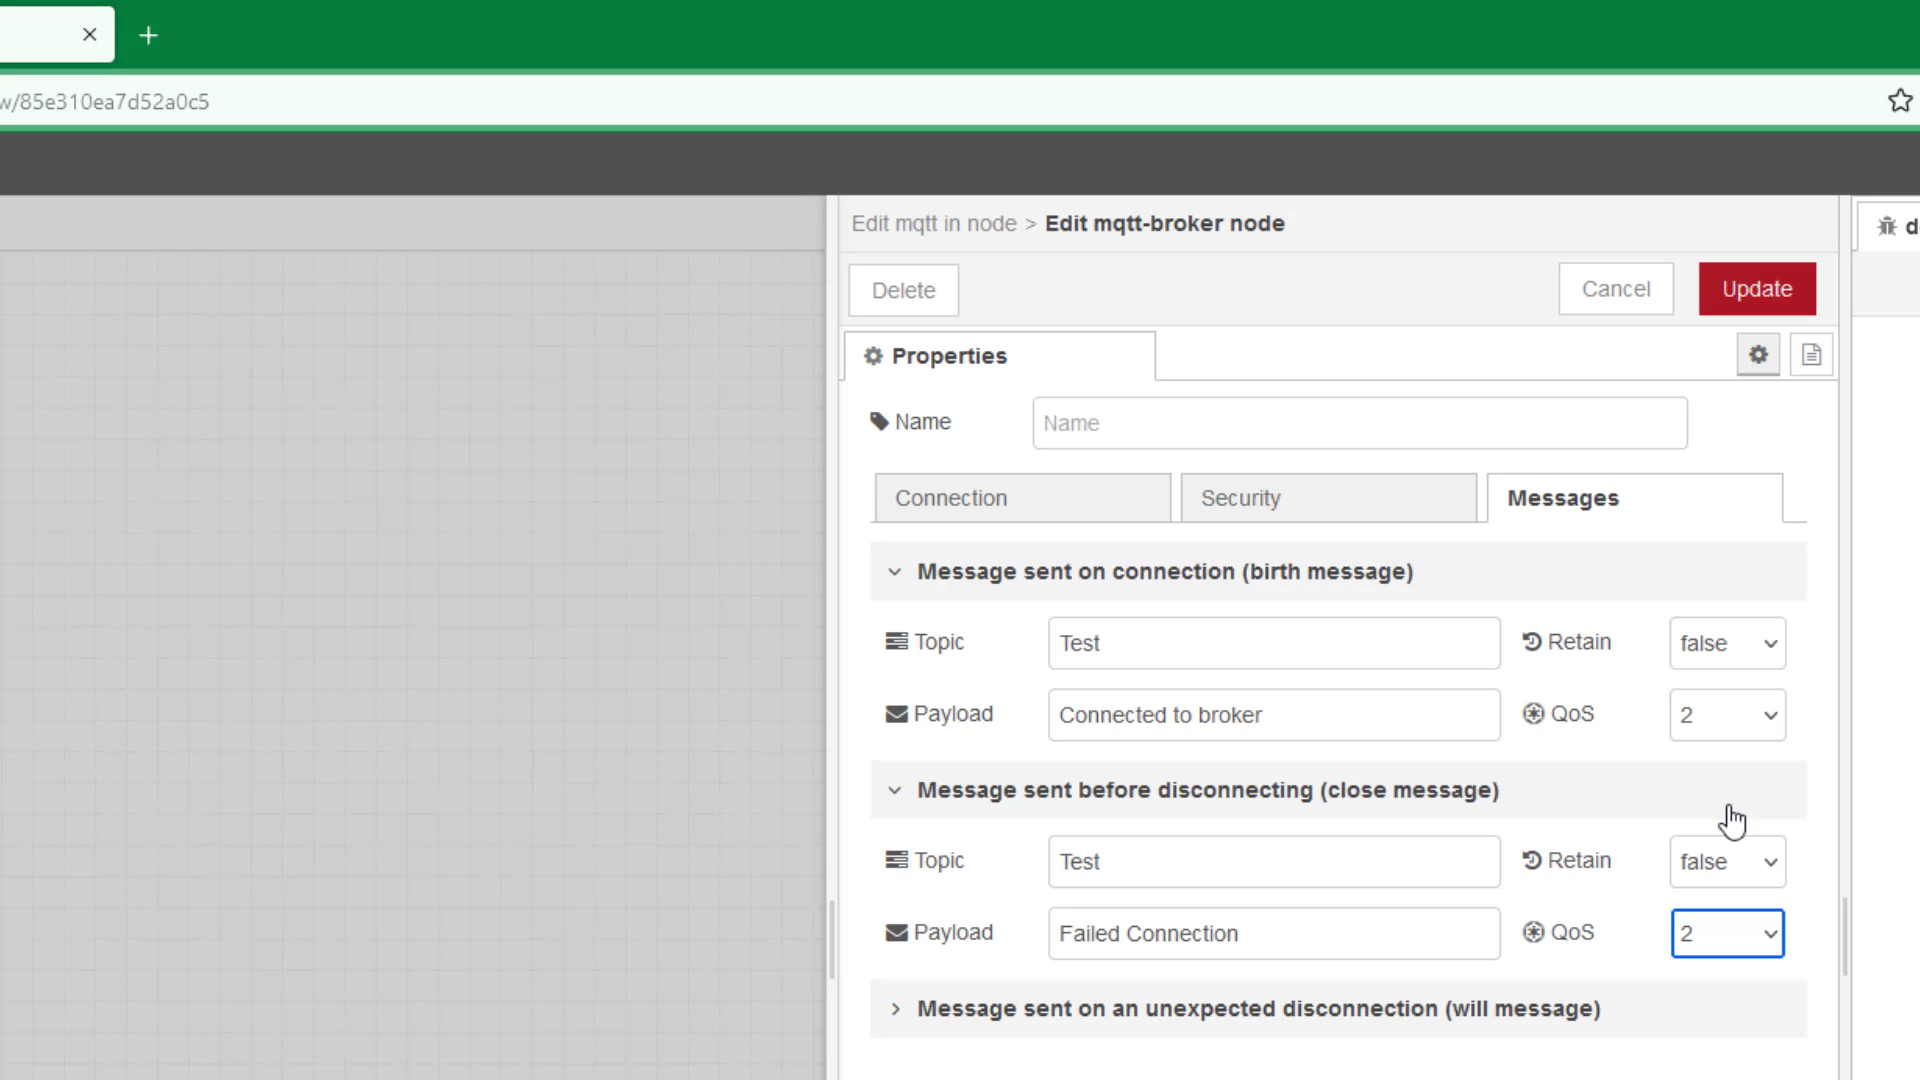 w/85e310ea7d52a0c5
Edit mqtt in node > Edit mqtt-broker node
Delete
Cancel
Update
Properties
Name
Name
Connection
Security
Messages
Message sent on connection (birth message)
Topic
Test
Retain
false
Payload
Connected to broker
QoS
2
Message sent before disconnecting (close message)
Topic
Test
Retain
false
Payload
Failed Connection
QoS
2
Message sent on an unexpected disconnection (will message)